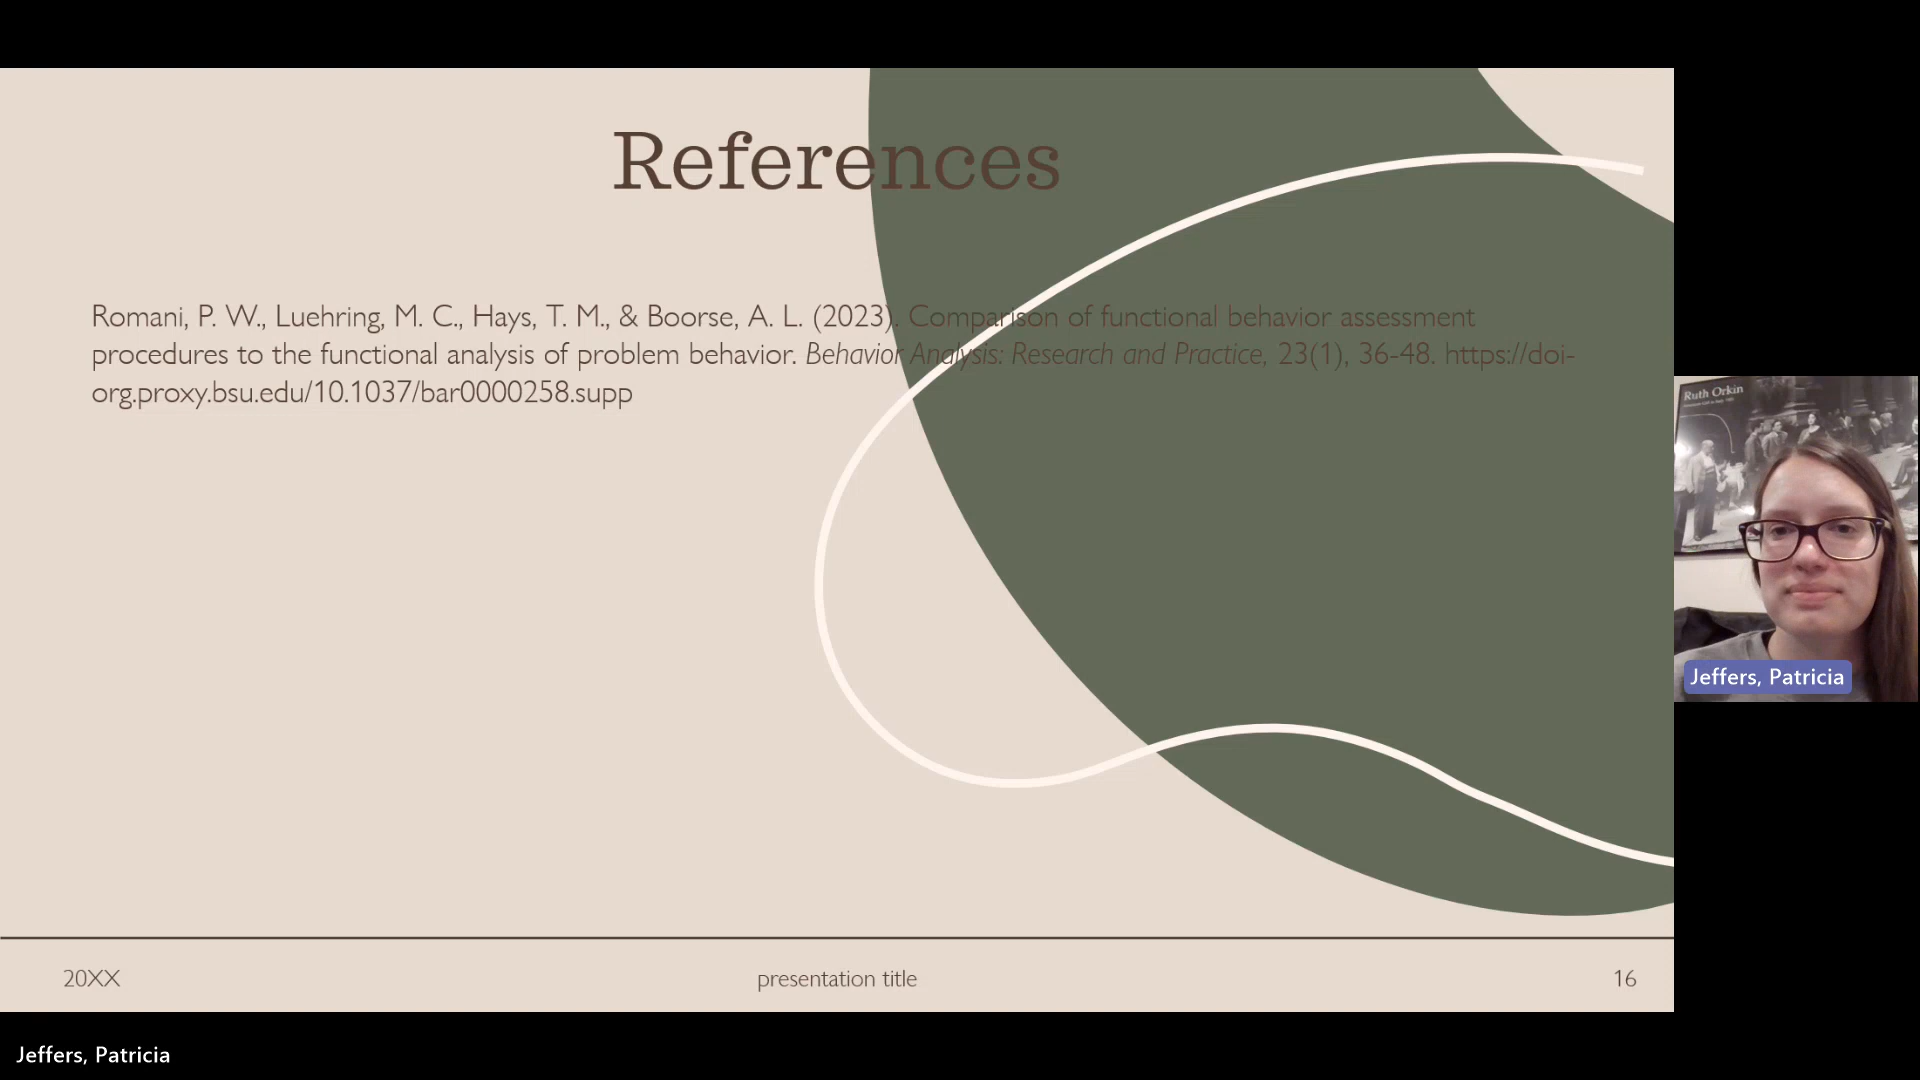 References
Romani, P. W., Luehring, M. C., Hays, T. M., & Boorse, A. L. (2023). Comparison of functional behavior assessment
procedures to the functional analysis of problem behavior. Behavior Analysis: Research and Practice, 23(1), 36-48. https://doi-
org.proxy.bsu.edu/10.1037/bar0000258.supp
Ruth Orkin
Jeffers, Patricia
20XX
presentation title
16
Jeffers, Patricia